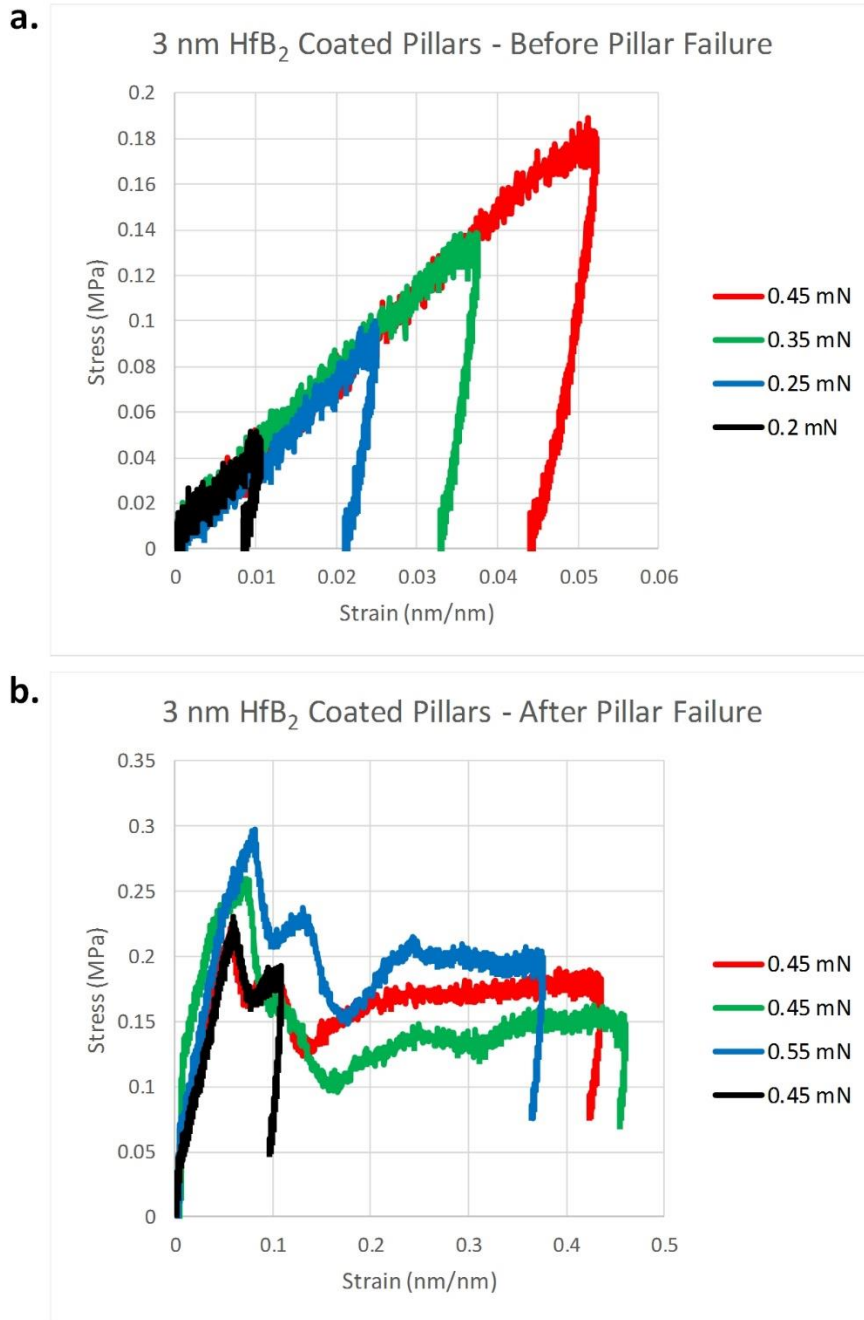 a.
3 nm HfB₂ Coated Pillars - Before Pillar Failure
0.2
0.18
0.16
0.14
0.12
0.1
0.08
0.06
0.04
0.02
0
Stress (MPa)
0 0.01 0.02 0.03 0.04 0.05 0.06
Strain (nm/nm)
0.45 mN
0.35 mN
0.25 mN
0.2 mN
b.
3 nm HfB₂ Coated Pillars - After Pillar Failure
0.35
0.3
0.25
0.2
0.15
0.1
0.05
0
Stress (MPa)
0 0.1 0.2 0.3 0.4 0.5
Strain (nm/nm)
0.45 mN
0.45 mN
0.55 mN
0.45 mN